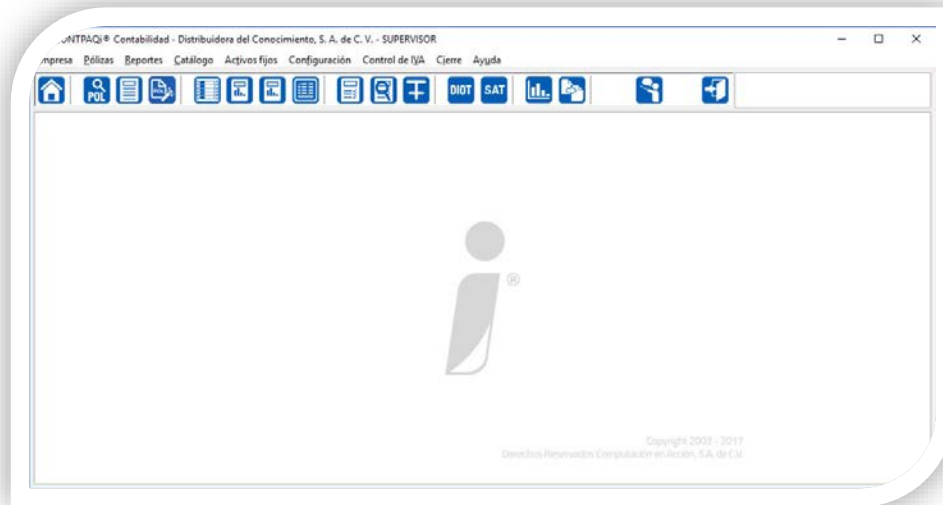 CONTPAQi® Contabilidad - Distribuidora del Conocimiento, S. A. de C. V. - SUPERVISOR
Empresa Pólizas Reportes Catálogo Activos fijos Configuración Control de IVA Cierre Ayuda
POL DIOT SAT
®
Copyright 2003 - 2017
Derechos Reservados Computación en Acción, S.A. de C.V.